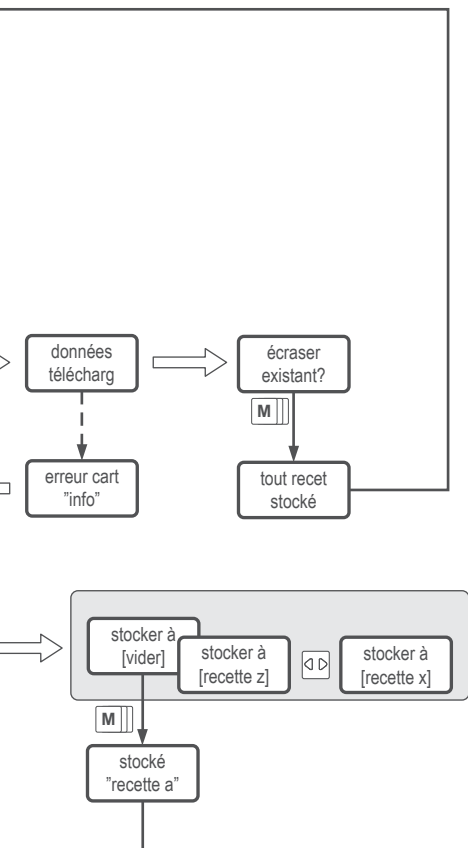 données
télécharg
écraser
existant?
M
erreur cart
"info"
tout recet
stocké
stocker à
[vider]
stocker à
[recette z]
stocker à
[recette x]
M
stocké
"recette a"